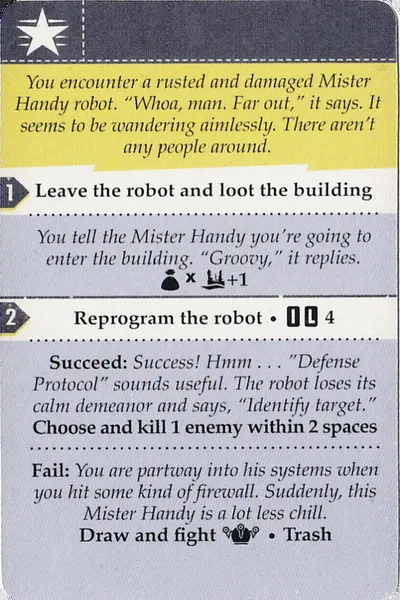 You encounter a rusted and damaged Mister
Handy robot. “Whoa, man. Far out,” it says. It
seems to be wandering aimlessly. There aren’t
any people around.
1 Leave the robot and loot the building
You tell the Mister Handy you’re going to
enter the building. “Groovy,” it replies.
x +1
2 Reprogram the robot • I L 4
Succeed: Success! Hmm . . . "Defense
Protocol” sounds useful. The robot loses its
calm demeanor and says, “Identify target.”
Choose and kill 1 enemy within 2 spaces
Fail: You are partway into his systems when
you hit some kind of firewall. Suddenly, this
Mister Handy is a lot less chill.
Draw and fight • Trash